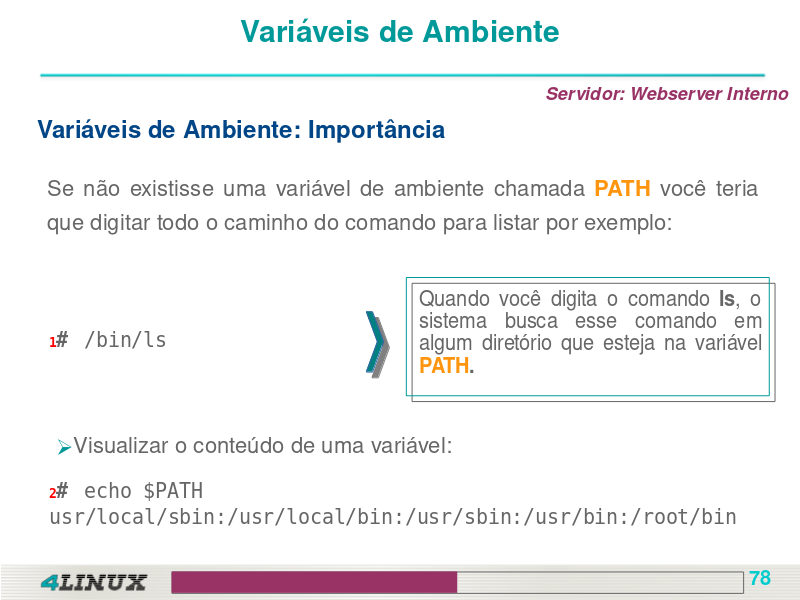 Variáveis de Ambiente
Servidor: Webserver Interno
Variáveis de Ambiente: Importância
Se não existisse uma variável de ambiente chamada PATH você teria
que digitar todo o caminho do comando para listar por exemplo:
1# /bin/ls
Quando você digita o comando ls, o
sistema busca esse comando em
algum diretório que esteja na variável
PATH.
Visualizar o conteúdo de uma variável:
2# echo $PATH
usr/local/sbin:/usr/local/bin:/usr/sbin:/usr/bin:/root/bin
4LINUX
78